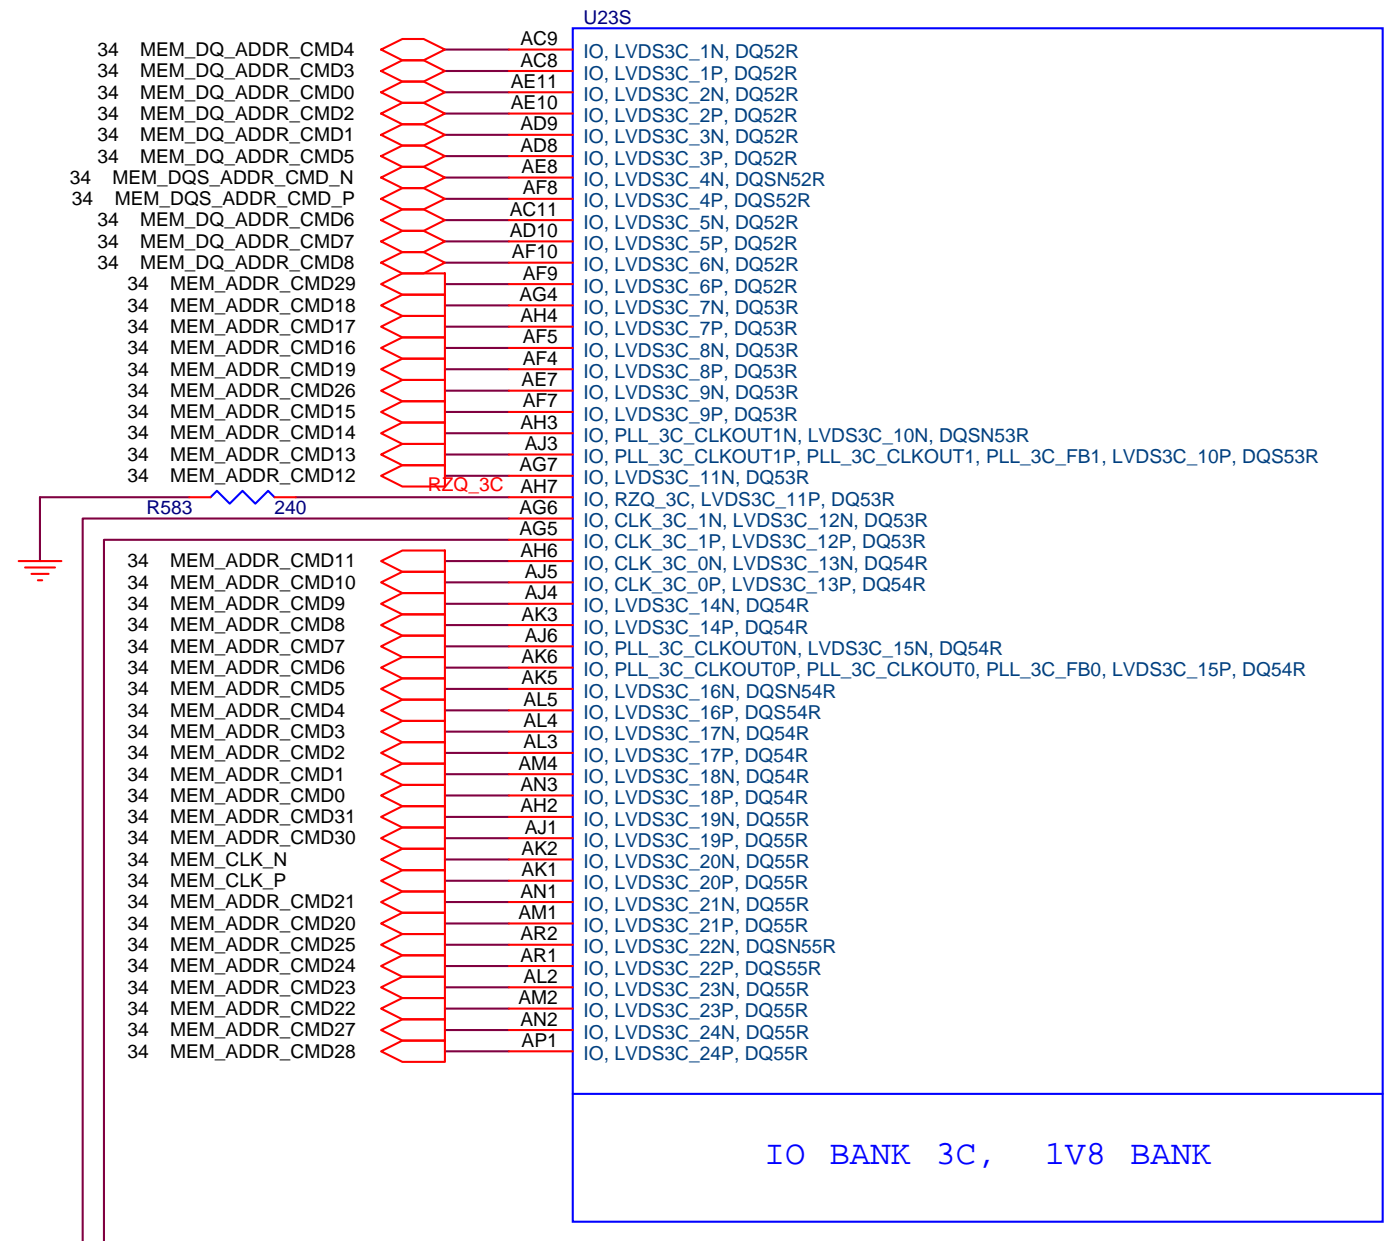 U23S
34 MEM_DQ_ADDR_CMD4 AC9 IO, LVDS3C_1N, DQ52R
34 MEM_DQ_ADDR_CMD3 AC8 IO, LVDS3C_1P, DQ52R
34 MEM_DQ_ADDR_CMD0 AE11 IO, LVDS3C_2N, DQ52R
34 MEM_DQ_ADDR_CMD2 AE10 IO, LVDS3C_2P, DQ52R
34 MEM_DQ_ADDR_CMD1 AD9 IO, LVDS3C_3N, DQ52R
34 MEM_DQ_ADDR_CMD5 AD8 IO, LVDS3C_3P, DQ52R
34 MEM_DQS_ADDR_CMD_N AE8 IO, LVDS3C_4N, DQSN52R
34 MEM_DQS_ADDR_CMD_P AF8 IO, LVDS3C_4P, DQS52R
34 MEM_DQ_ADDR_CMD6 AC11 IO, LVDS3C_5N, DQ52R
34 MEM_DQ_ADDR_CMD7 AD10 IO, LVDS3C_5P, DQ52R
34 MEM_DQ_ADDR_CMD8 AF10 IO, LVDS3C_6N, DQ52R
34 MEM_ADDR_CMD29 AF9 IO, LVDS3C_6P, DQ52R
34 MEM_ADDR_CMD18 AG4 IO, LVDS3C_7N, DQ53R
34 MEM_ADDR_CMD17 AH4 IO, LVDS3C_7P, DQ53R
34 MEM_ADDR_CMD16 AF5 IO, LVDS3C_8N, DQ53R
34 MEM_ADDR_CMD19 AF4 IO, LVDS3C_8P, DQ53R
34 MEM_ADDR_CMD26 AE7 IO, LVDS3C_9N, DQ53R
34 MEM_ADDR_CMD15 AF7 IO, LVDS3C_9P, DQ53R
34 MEM_ADDR_CMD14 AH3 IO, PLL_3C_CLKOUT1N, LVDS3C_10N, DQSN53R
34 MEM_ADDR_CMD13 AJ3 IO, PLL_3C_CLKOUT1P, PLL_3C_CLKOUT1, PLL_3C_FB1, LVDS3C_10P, DQS53R
34 MEM_ADDR_CMD12 AG7 IO, LVDS3C_11N, DQ53R
R583 240 RZQ_3C AH7 IO, RZQ_3C, LVDS3C_11P, DQ53R
AG6 IO, CLK_3C_1N, LVDS3C_12N, DQ53R
AG5 IO, CLK_3C_1P, LVDS3C_12P, DQ53R
34 MEM_ADDR_CMD11 AH6 IO, CLK_3C_0N, LVDS3C_13N, DQ54R
34 MEM_ADDR_CMD10 AJ5 IO, CLK_3C_0P, LVDS3C_13P, DQ54R
34 MEM_ADDR_CMD9 AJ4 IO, LVDS3C_14N, DQ54R
34 MEM_ADDR_CMD8 AK3 IO, LVDS3C_14P, DQ54R
34 MEM_ADDR_CMD7 AJ6 IO, PLL_3C_CLKOUT0N, LVDS3C_15N, DQ54R
34 MEM_ADDR_CMD6 AK6 IO, PLL_3C_CLKOUT0P, PLL_3C_CLKOUT0, PLL_3C_FB0, LVDS3C_15P, DQ54R
34 MEM_ADDR_CMD5 AK5 IO, LVDS3C_16N, DQSN54R
34 MEM_ADDR_CMD4 AL5 IO, LVDS3C_16P, DQS54R
34 MEM_ADDR_CMD3 AL4 IO, LVDS3C_17N, DQ54R
34 MEM_ADDR_CMD2 AL3 IO, LVDS3C_17P, DQ54R
34 MEM_ADDR_CMD1 AM4 IO, LVDS3C_18N, DQ54R
34 MEM_ADDR_CMD0 AN3 IO, LVDS3C_18P, DQ54R
34 MEM_ADDR_CMD31 AH2 IO, LVDS3C_19N, DQ55R
34 MEM_ADDR_CMD30 AJ1 IO, LVDS3C_19P, DQ55R
34 MEM_CLK_N AK2 IO, LVDS3C_20N, DQ55R
34 MEM_CLK_P AK1 IO, LVDS3C_20P, DQ55R
34 MEM_ADDR_CMD21 AN1 IO, LVDS3C_21N, DQ55R
34 MEM_ADDR_CMD20 AM1 IO, LVDS3C_21P, DQ55R
34 MEM_ADDR_CMD25 AR2 IO, LVDS3C_22N, DQSN55R
34 MEM_ADDR_CMD24 AR1 IO, LVDS3C_22P, DQS55R
34 MEM_ADDR_CMD23 AL2 IO, LVDS3C_23N, DQ55R
34 MEM_ADDR_CMD22 AM2 IO, LVDS3C_23P, DQ55R
34 MEM_ADDR_CMD27 AN2 IO, LVDS3C_24N, DQ55R
34 MEM_ADDR_CMD28 AP1 IO, LVDS3C_24P, DQ55R
IO BANK 3C, 1V8 BANK